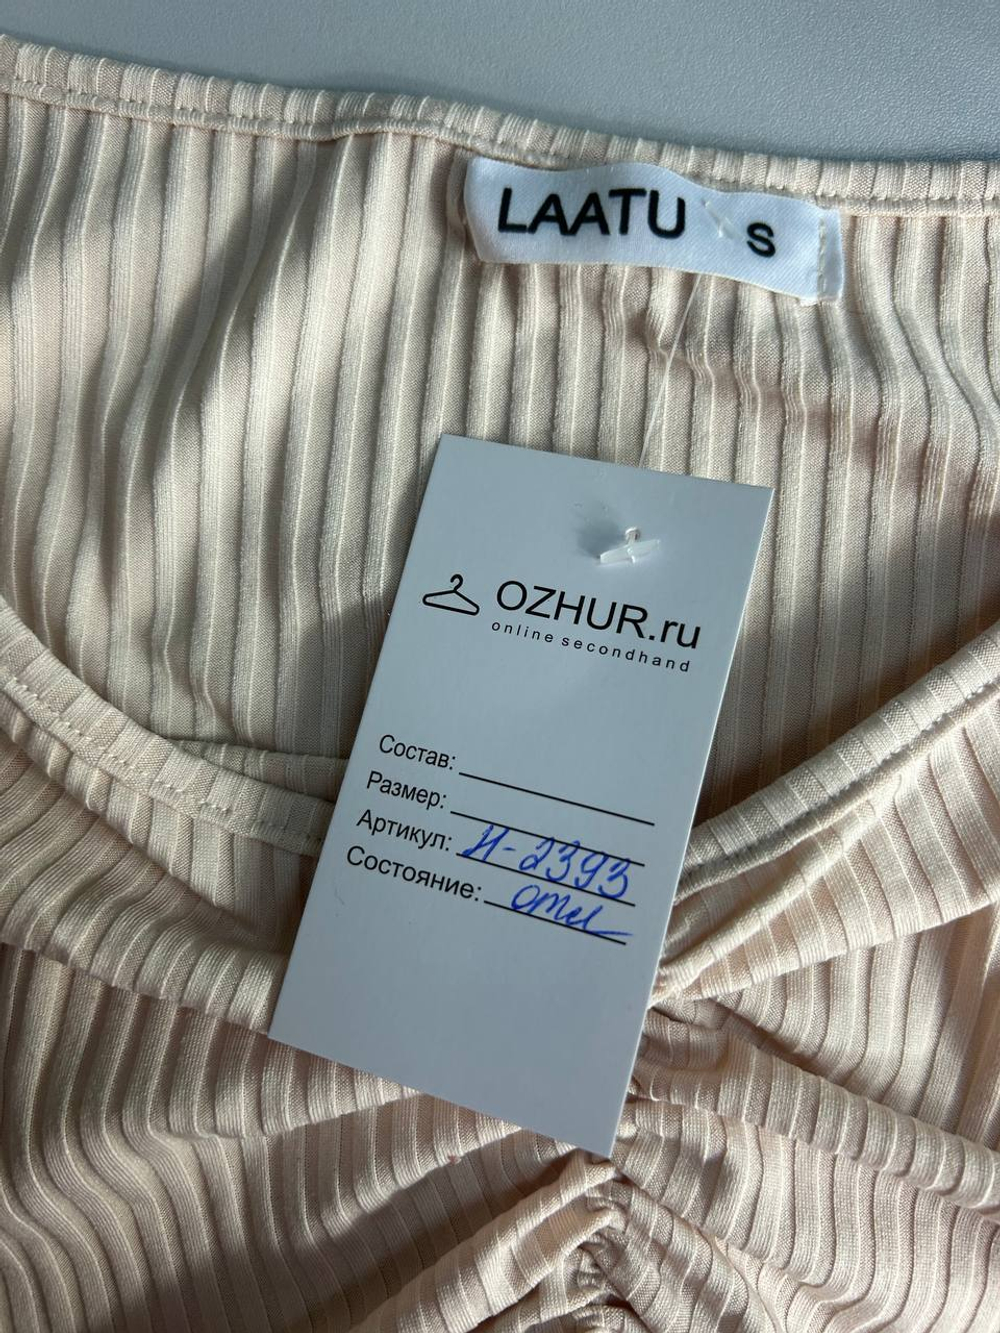 LAATU S
OZHUR.ru
online secondhand
Состав:
Размер:
Артикул: И-2393
Состояние: отл